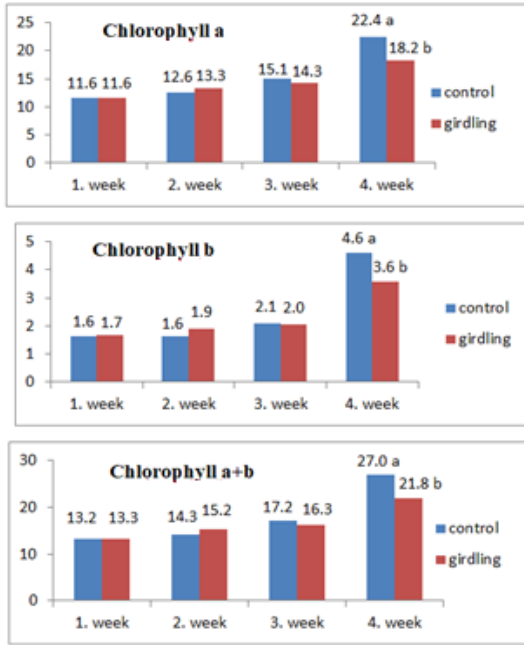 Chlorophyll a
25
20
15
10
5
0
11.6 11.6
12.6 13.3
15.1 14.3
22.4 a
18.2 b
1. week 2. week 3. week 4. week
control
girdling
Chlorophyll b
5
4
3
2
1
0
1.6 1.7
1.6 1.9
2.1 2.0
4.6 a
3.6 b
1. week 2. week 3. week 4. week
control
girdling
Chlorophyll a+b
30
20
10
0
13.2 13.3
14.3 15.2
17.2 16.3
27.0 a
21.8 b
1. week 2. week 3. week 4. week
control
girdling